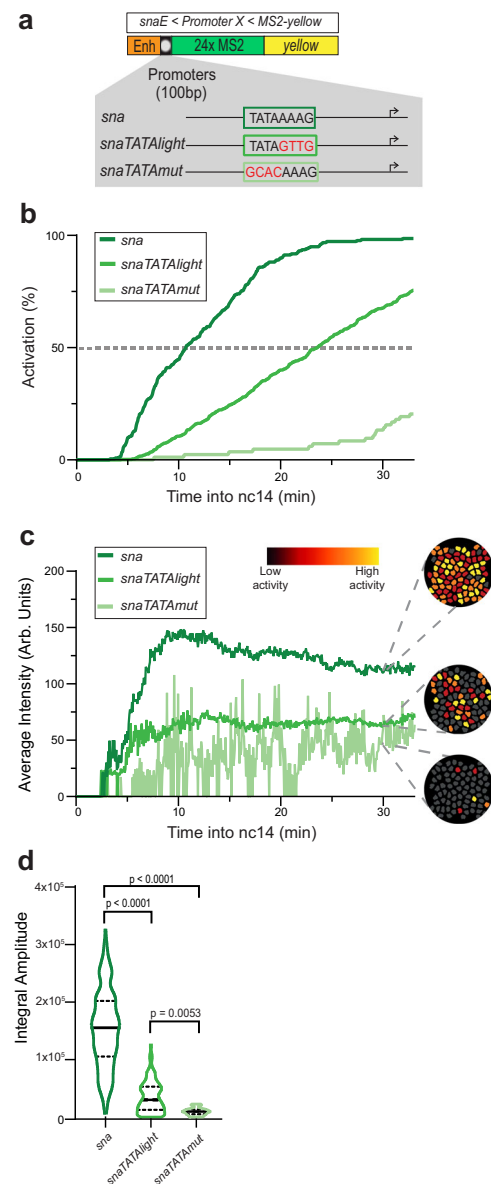 a
snaE < Promoter X < MS2-yellow
Enh
24x MS2
yellow
Promoters
(100bp)
sna
TATAAAAG
snaTATAlight
TATAGTTG
snaTATAmut
GCACAAAG
b
sna
snaTATAlight
snaTATAmut
Activation (%)
100
50
0
0
10
20
30
Time into nc14 (min)
c
sna
snaTATAlight
snaTATAmut
Low
activity
High
activity
Average Intensity (Arb. Units)
200
150
100
50
0
0
10
20
30
Time into nc14 (min)
d
p < 0.0001
p < 0.0001
p = 0.0053
Integral Amplitude
4x10⁵
3x10⁵
2x10⁵
1x10⁵
0
sna
snaTATAlight
snaTATAmut